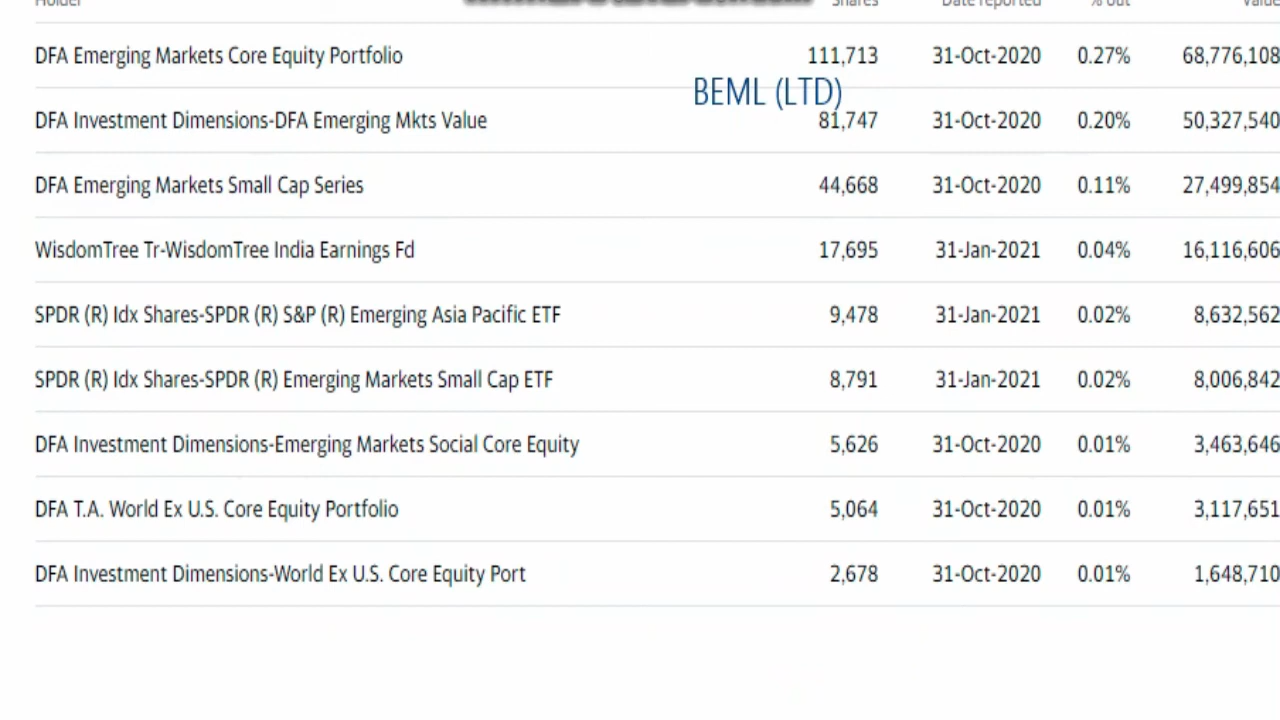 Holder Shares Date reported % out Value
DFA Emerging Markets Core Equity Portfolio 111,713 31-Oct-2020 0.27% 68,776,108
BEML (LTD)
DFA Investment Dimensions-DFA Emerging Mkts Value 81,747 31-Oct-2020 0.20% 50,327,540
DFA Emerging Markets Small Cap Series 44,668 31-Oct-2020 0.11% 27,499,854
WisdomTree Tr-WisdomTree India Earnings Fd 17,695 31-Jan-2021 0.04% 16,116,606
SPDR (R) Idx Shares-SPDR (R) S&P (R) Emerging Asia Pacific ETF 9,478 31-Jan-2021 0.02% 8,632,562
SPDR (R) Idx Shares-SPDR (R) Emerging Markets Small Cap ETF 8,791 31-Jan-2021 0.02% 8,006,842
DFA Investment Dimensions-Emerging Markets Social Core Equity 5,626 31-Oct-2020 0.01% 3,463,646
DFA T.A. World Ex U.S. Core Equity Portfolio 5,064 31-Oct-2020 0.01% 3,117,651
DFA Investment Dimensions-World Ex U.S. Core Equity Port 2,678 31-Oct-2020 0.01% 1,648,710